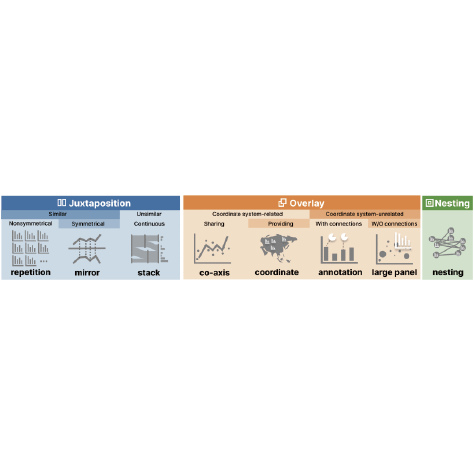 Juxtaposition Overlay Nesting
Similar Unsimilar Coordinate system-related Coordinate system-unrelated
Nonsymmetrical Symmetrical Continuous Sharing Providing With connections W/O connections
repetition mirror stack co-axis coordinate annotation large panel nesting